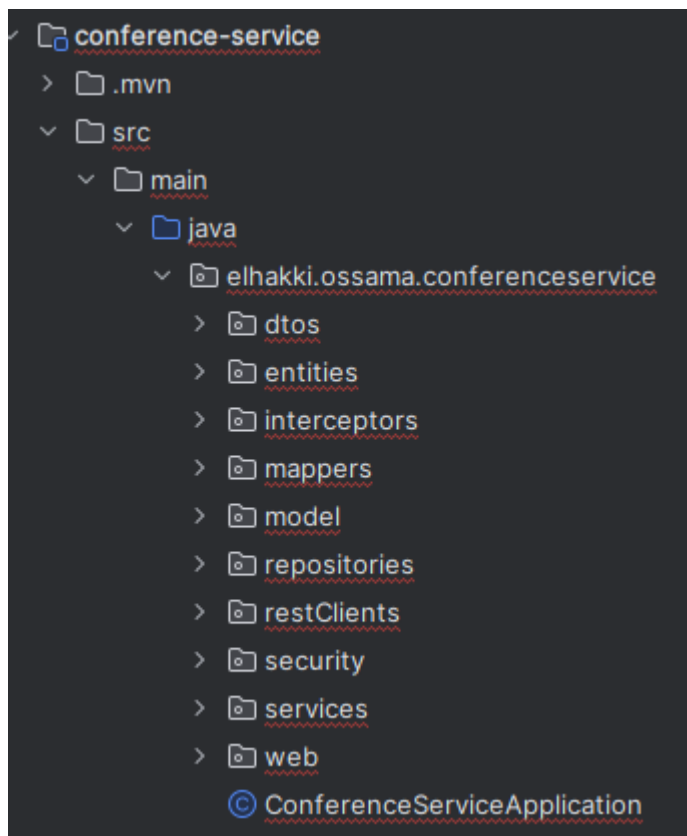 conference-service
.mvn
src
main
java
elhakki.ossama.conferenceservice
dtos
entities
interceptors
mappers
model
repositories
restClients
security
services
web
ConferenceServiceApplication